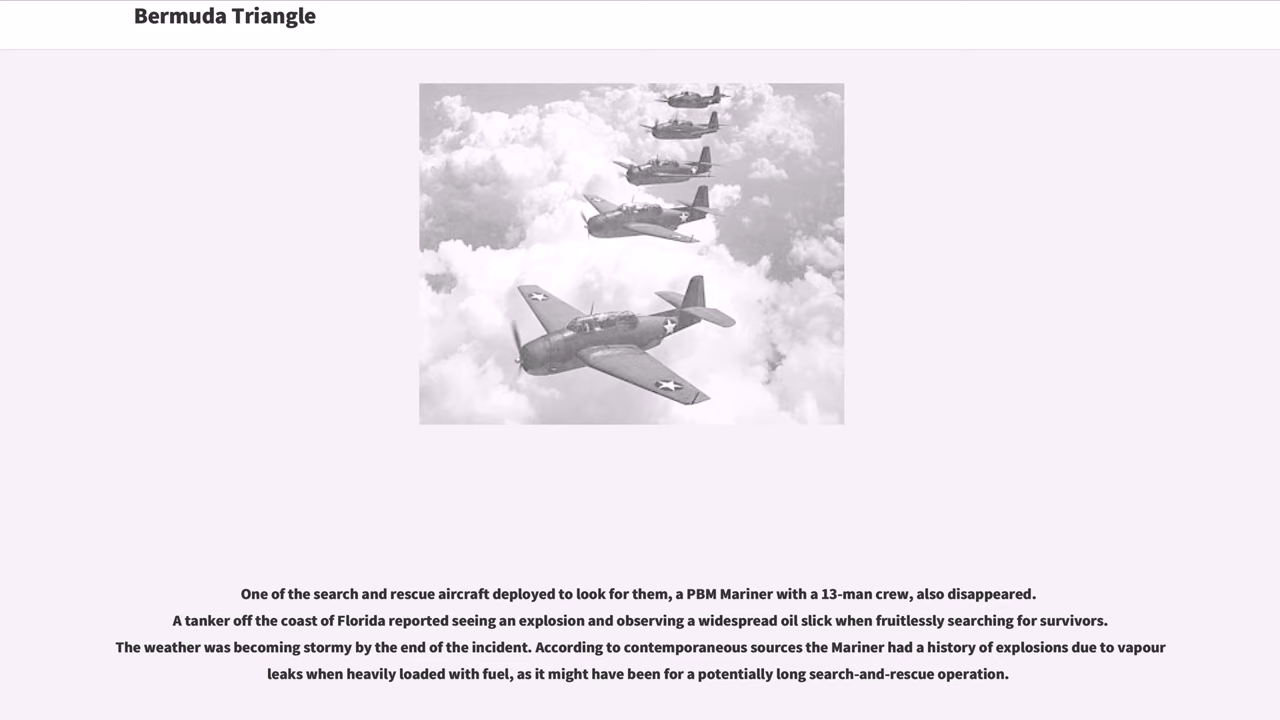 Bermuda Triangle
One of the search and rescue aircraft deployed to look for them, a PBM Mariner with a 13-man crew, also disappeared.
A tanker off the coast of Florida reported seeing an explosion and observing a widespread oil slick when fruitlessly searching for survivors.
The weather was becoming stormy by the end of the incident. According to contemporaneous sources the Mariner had a history of explosions due to vapour
leaks when heavily loaded with fuel, as it might have been for a potentially long search-and-rescue operation.